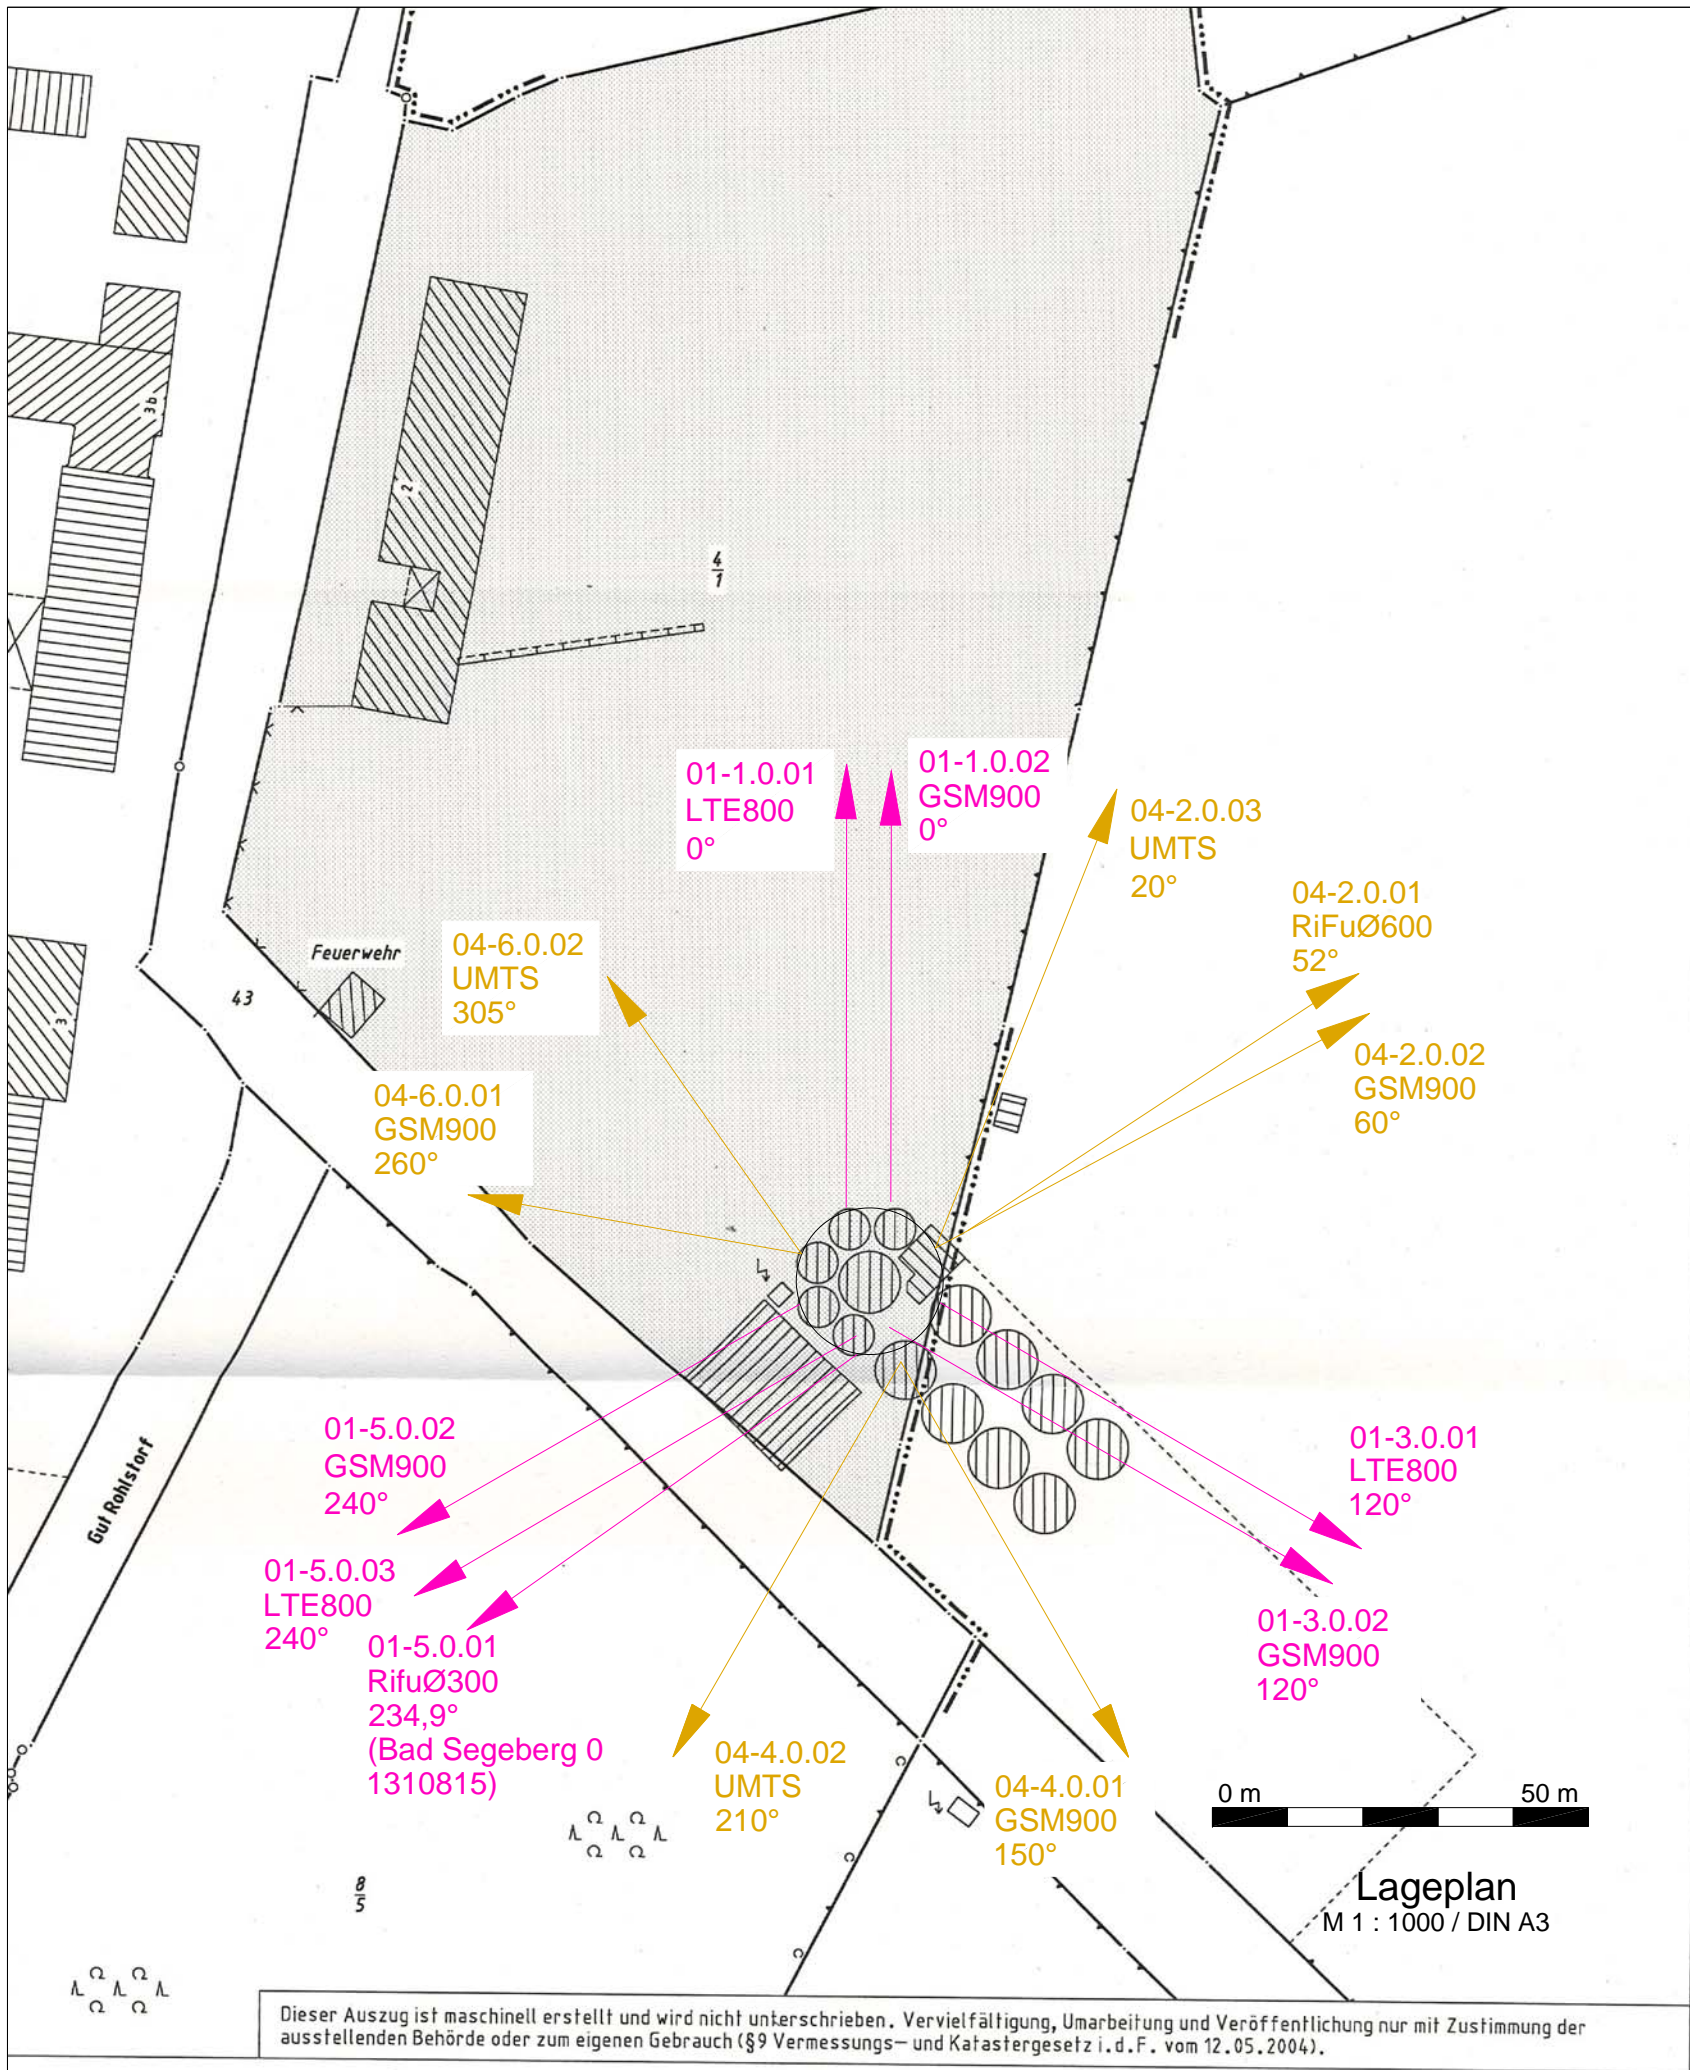 3b
2
4
1
01-1.0.01
LTE800
0°
01-1.0.02
GSM900
0°
04-2.0.03
UMTS
20°
04-2.0.01
RiFuØ600
52°
04-2.0.02
GSM900
60°
Feuerwehr
43
3
04-6.0.02
UMTS
305°
04-6.0.01
GSM900
260°
Gut Rohlstorf
01-5.0.02
GSM900
240°
01-5.0.03
LTE800
240°
01-5.0.01
RifuØ300
234,9°
(Bad Segeberg 0
1310815)
01-3.0.01
LTE800
120°
01-3.0.02
GSM900
120°
04-4.0.02
UMTS
210°
04-4.0.01
GSM900
150°
0 m 50 m
8
5
Lageplan
M 1 : 1000 / DIN A3
Dieser Auszug ist maschinell erstellt und wird nicht unterschrieben. Vervielfältigung, Umarbeitung und Veröffentlichung nur mit Zustimmung der
ausstellenden Behörde oder zum eigenen Gebrauch (§9 Vermessungs- und Katastergesetz i.d.F. vom 12.05.2004).